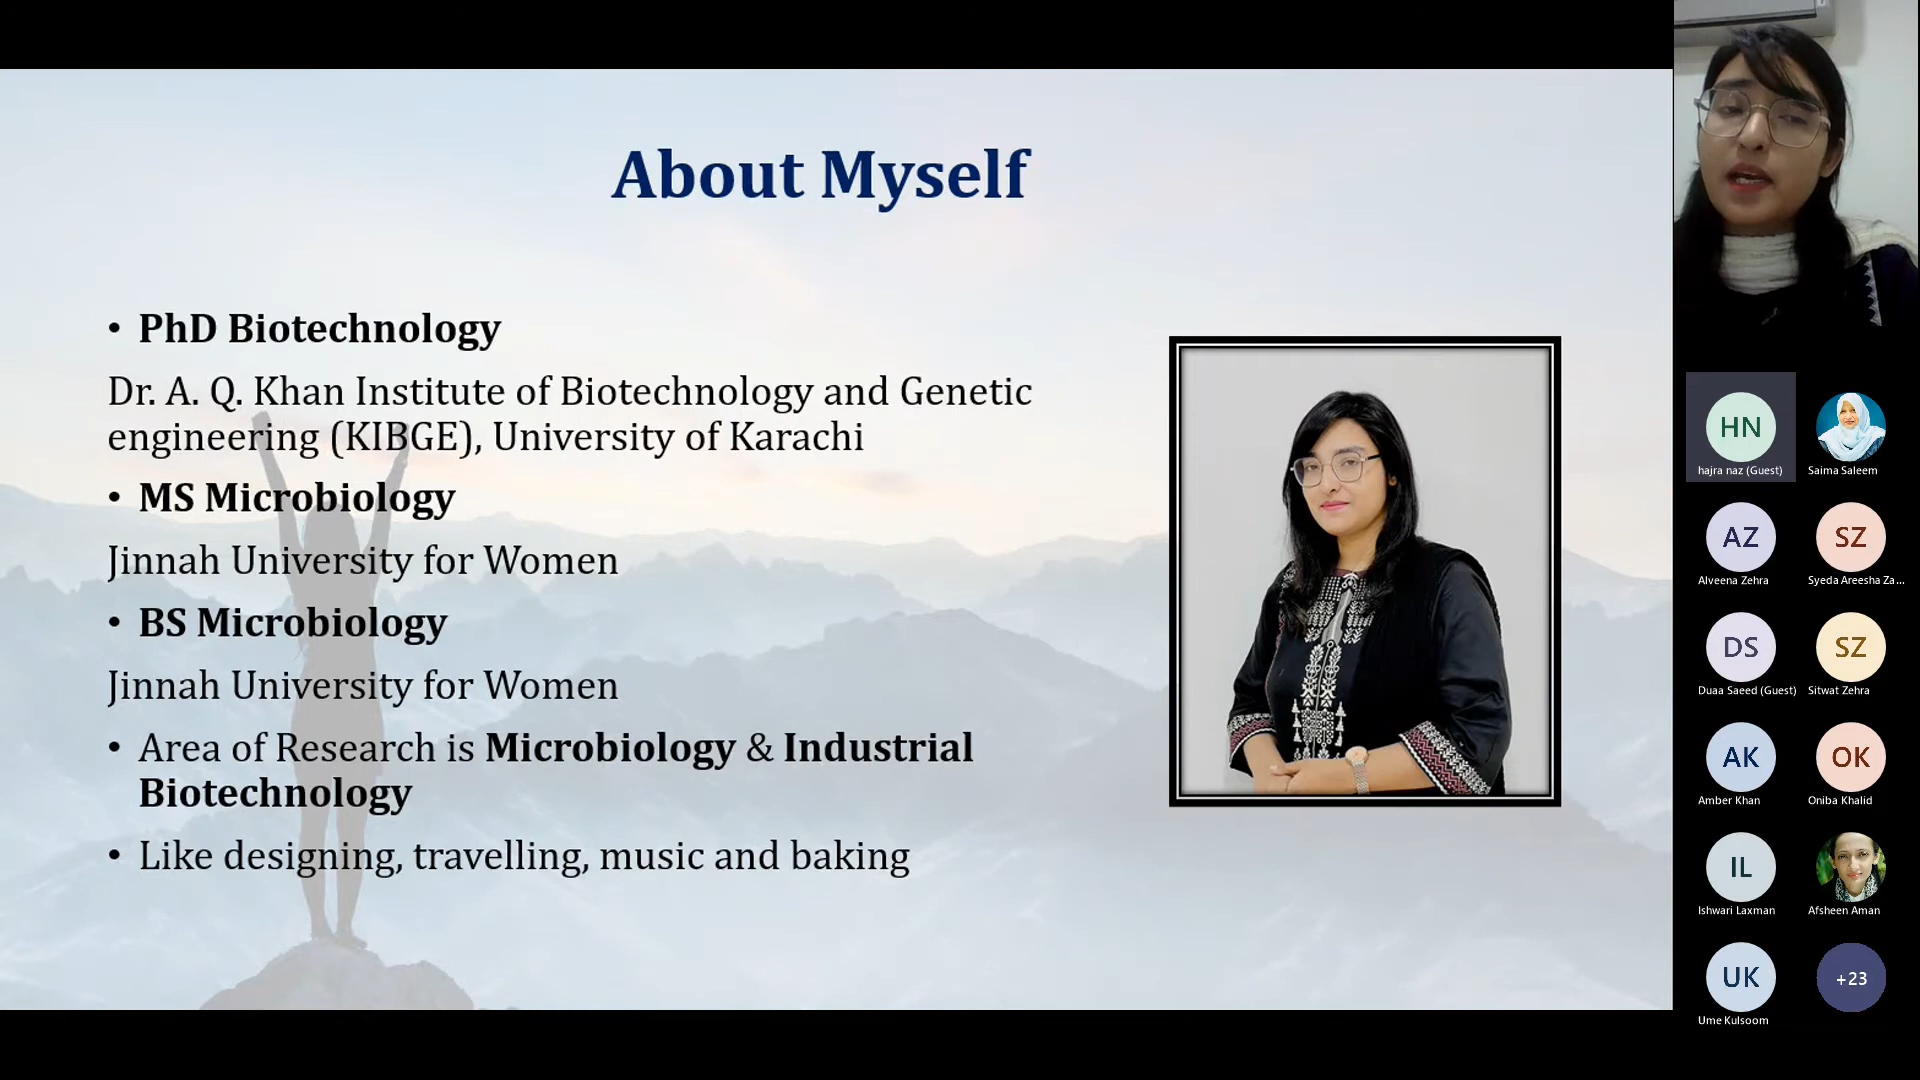 About Myself
• PhD Biotechnology
Dr. A. Q. Khan Institute of Biotechnology and Genetic
engineering (KIBGE), University of Karachi
• MS Microbiology
Jinnah University for Women
• BS Microbiology
Jinnah University for Women
• Area of Research is Microbiology & Industrial
Biotechnology
• Like designing, travelling, music and baking
HN
hajra naz (Guest)
Saima Saleem
AZ
Alveena Zehra
SZ
Syeda Areesha Za...
DS
Duaa Saeed (Guest)
SZ
Sitwat Zehra
AK
Amber Khan
OK
Oniba Khalid
IL
Ishwari Laxman
Afsheen Aman
UK
Ume Kulsoom
+23